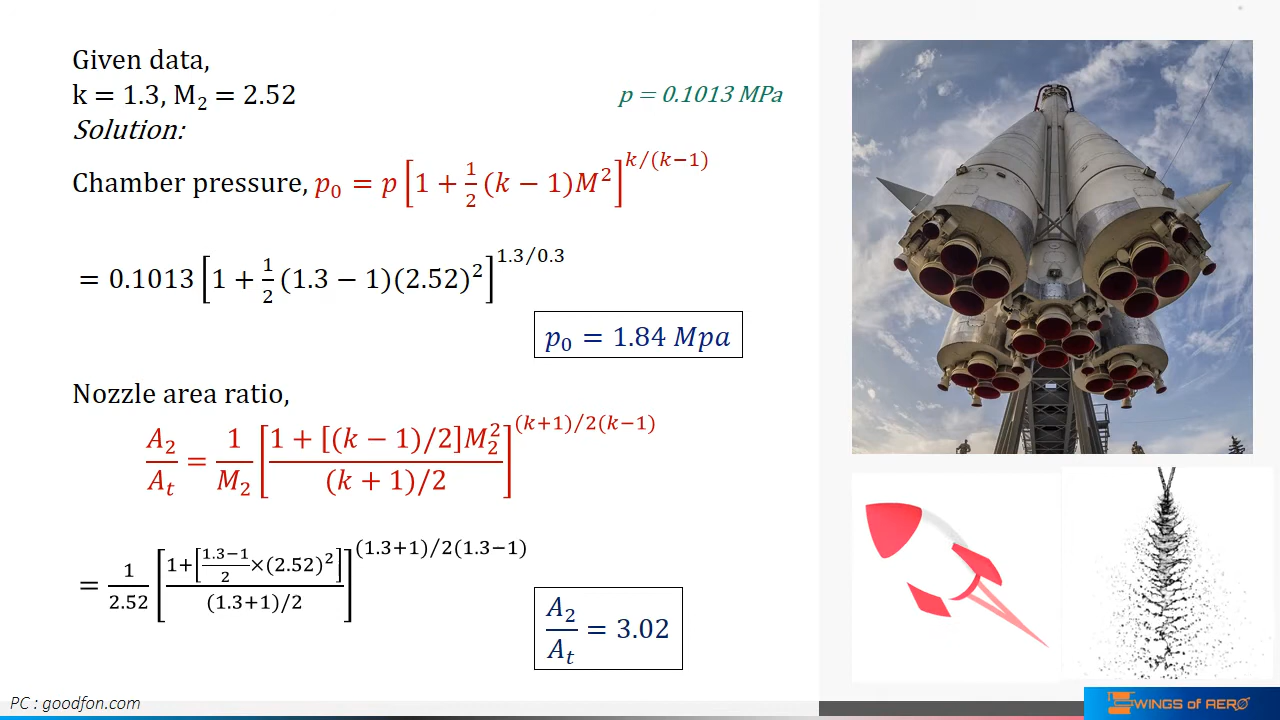 Given data,
k = 1.3, M₂ = 2.52
p = 0.1013 MPa
Solution:
Chamber pressure, p₀ = p [1 + ½ (k − 1)M²]^{k/(k−1)}
= 0.1013 [1 + ½ (1.3 − 1)(2.52)²]^{1.3/0.3}
p₀ = 1.84 Mpa
Nozzle area ratio,
A₂/Aₜ = 1/M₂ [1 + [(k − 1)/2]M₂² / (k + 1)/2]^{(k+1)/2(k−1)}
= 1/2.52 [1+[1.3−1/2 ×(2.52)²] / (1.3+1)/2]^{(1.3+1)/2(1.3−1)}
A₂/Aₜ = 3.02
PC : goodfon.com
WINGS of AERO